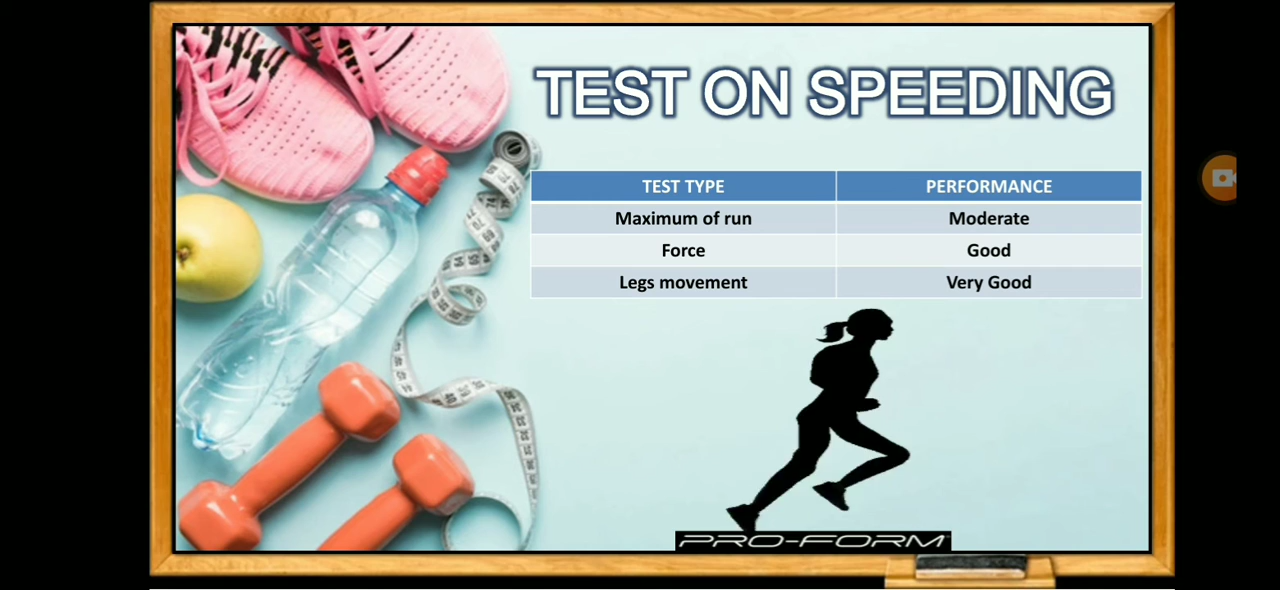 TEST ON SPEEDING
TEST TYPE PERFORMANCE
Maximum of run Moderate
Force Good
Legs movement Very Good
PRO-FORM